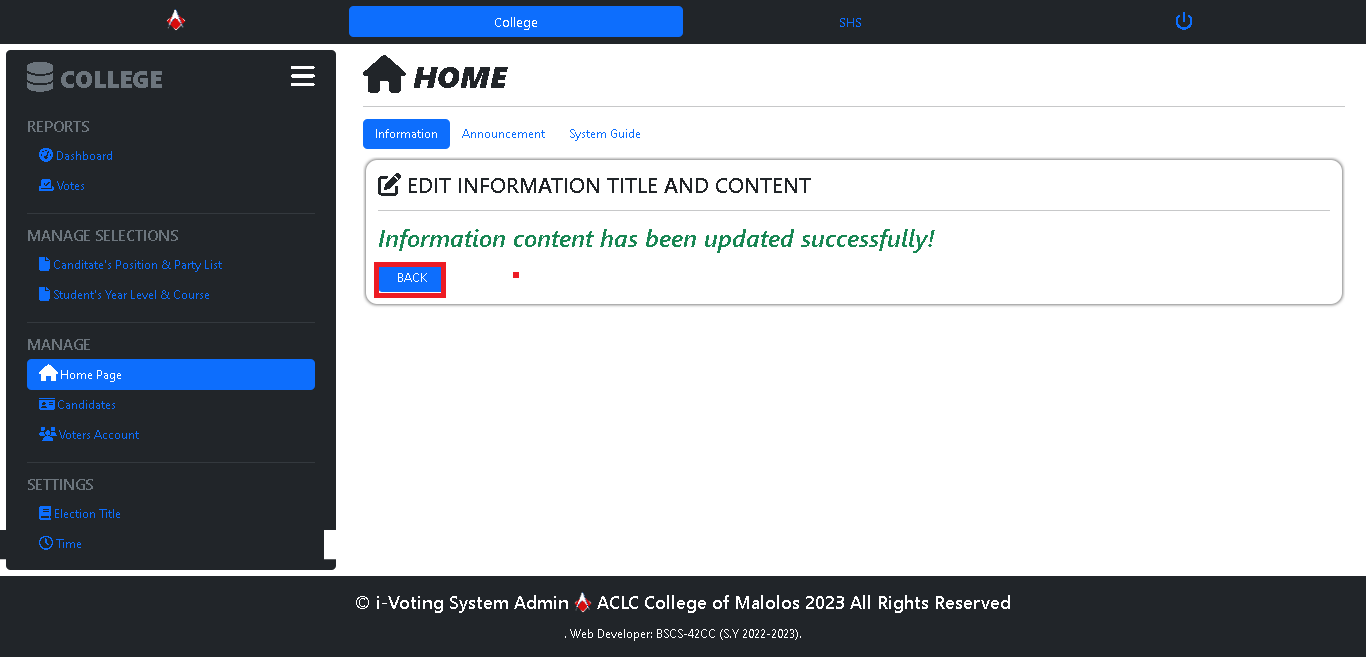 College
SHS
COLLEGE
REPORTS
Dashboard
Votes
MANAGE SELECTIONS
Canditate's Position & Party List
Student's Year Level & Course
MANAGE
Home Page
Candidates
Voters Account
SETTINGS
Election Title
Time
HOME
Information Announcement System Guide
EDIT INFORMATION TITLE AND CONTENT
Information content has been updated successfully!
BACK
© i-Voting System Admin ACLC College of Malolos 2023 All Rights Reserved
. Web Developer: BSCS-42CC (S.Y 2022-2023).